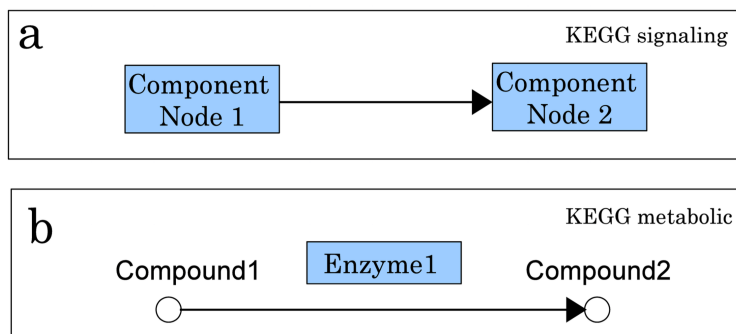 a
KEGG signaling
Component
Node 1
Component
Node 2
b
KEGG metabolic
Compound1
Enzyme1
Compound2